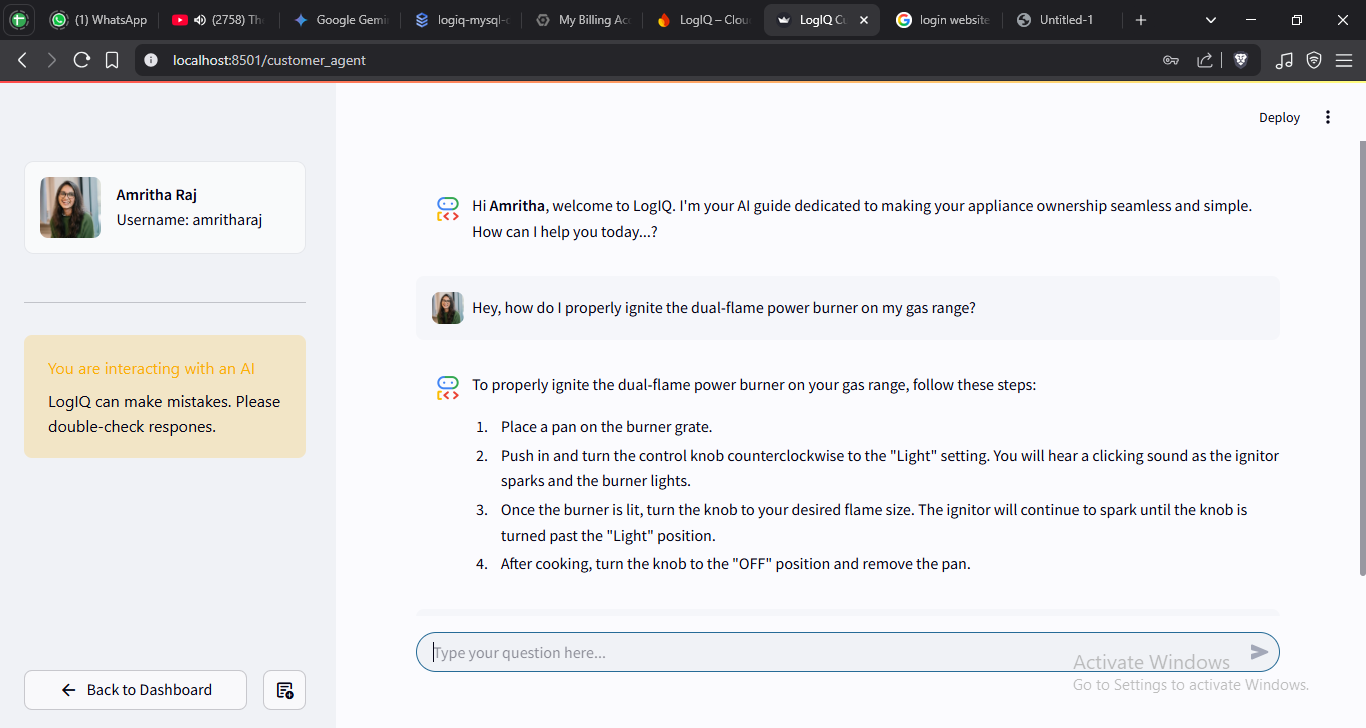 (1) WhatsApp
(2758) Th
Google Gemi
logiq-mysql-c
My Billing Acc
LogIQ – Clou
LogIQ Cu
login website
Untitled-1
localhost:8501/customer_agent
Deploy
Amritha Raj
Username: amritharaj
You are interacting with an AI
LogIQ can make mistakes. Please
double-check respones.
Back to Dashboard
Hi Amritha, welcome to LogIQ. I'm your AI guide dedicated to making your appliance ownership seamless and simple.
How can I help you today...?
Hey, how do I properly ignite the dual-flame power burner on my gas range?
To properly ignite the dual-flame power burner on your gas range, follow these steps:
1. Place a pan on the burner grate.
2. Push in and turn the control knob counterclockwise to the "Light" setting. You will hear a clicking sound as the ignitor
sparks and the burner lights.
3. Once the burner is lit, turn the knob to your desired flame size. The ignitor will continue to spark until the knob is
turned past the "Light" position.
4. After cooking, turn the knob to the "OFF" position and remove the pan.
Type your question here...
Activate Windows
Go to Settings to activate Windows.